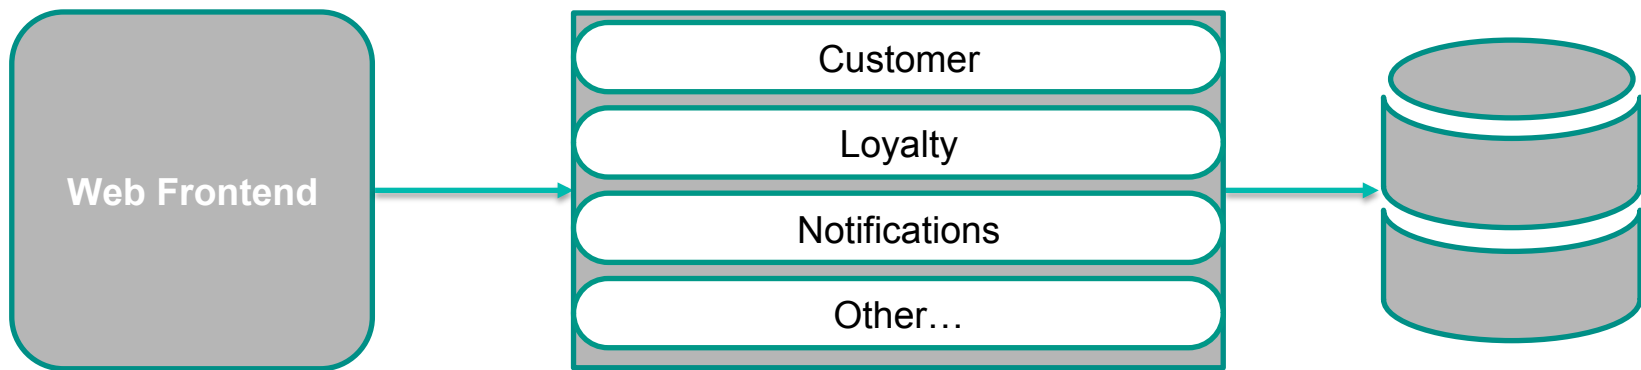 Web Frontend
Customer
Loyalty
Notifications
Other…